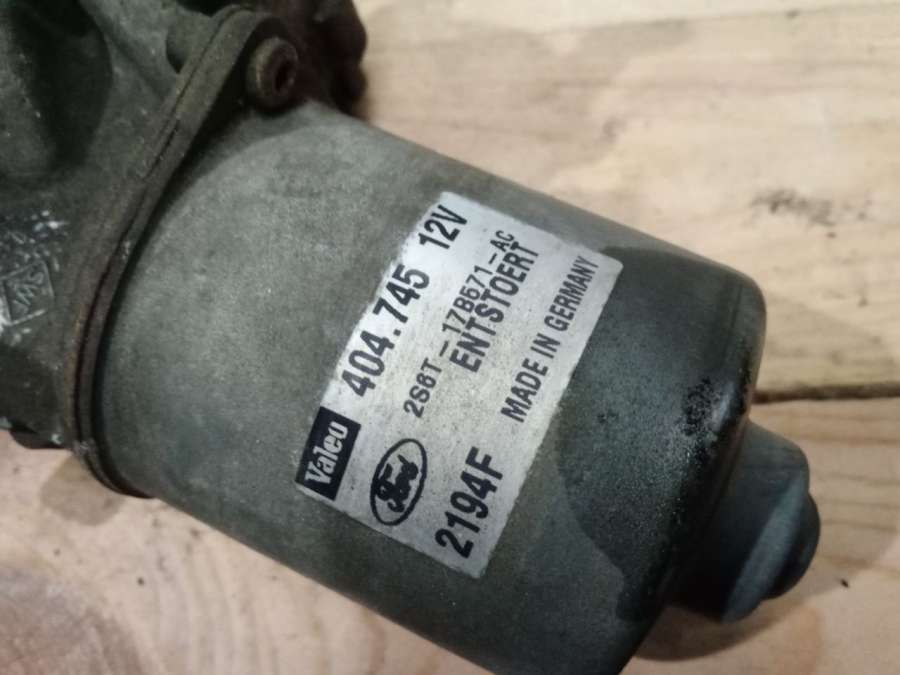 Valeo 404.745 12V
Ford 2S6T-17B571-AC
ENTSTOERT
2194F MADE IN GERMANY